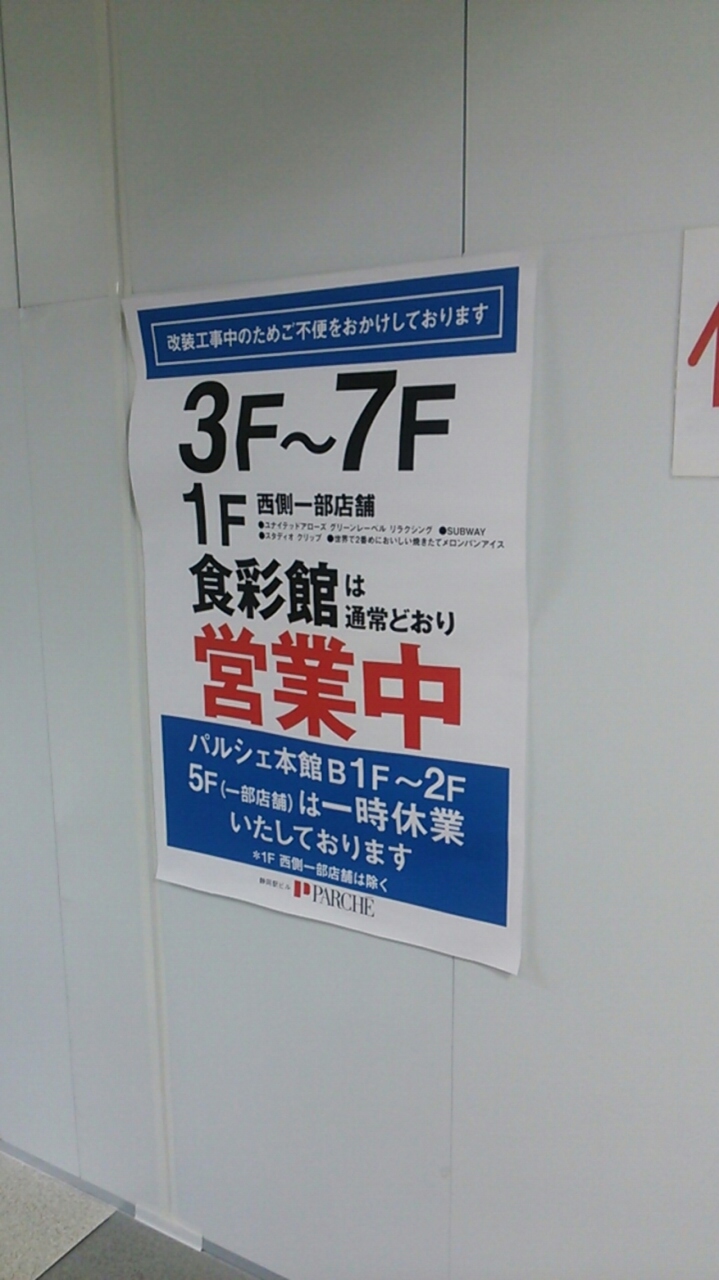 改装工事中のためご不便をおかけしております
3F～7F
1F 西側一部店舗
●ユナイテッドアローズ グリーンレーベル リラクシング ●SUBWAY
●スタディオ クリップ ●世界で2番めにおいしい焼きたてメロンパンアイス
食彩館は
通常どおり
営業中
パルシェ本館B1F～2F
5F(一部店舗)は一時休業
いたしております
*1F 西側一部店舗は除く
静岡駅ビル PARCHE